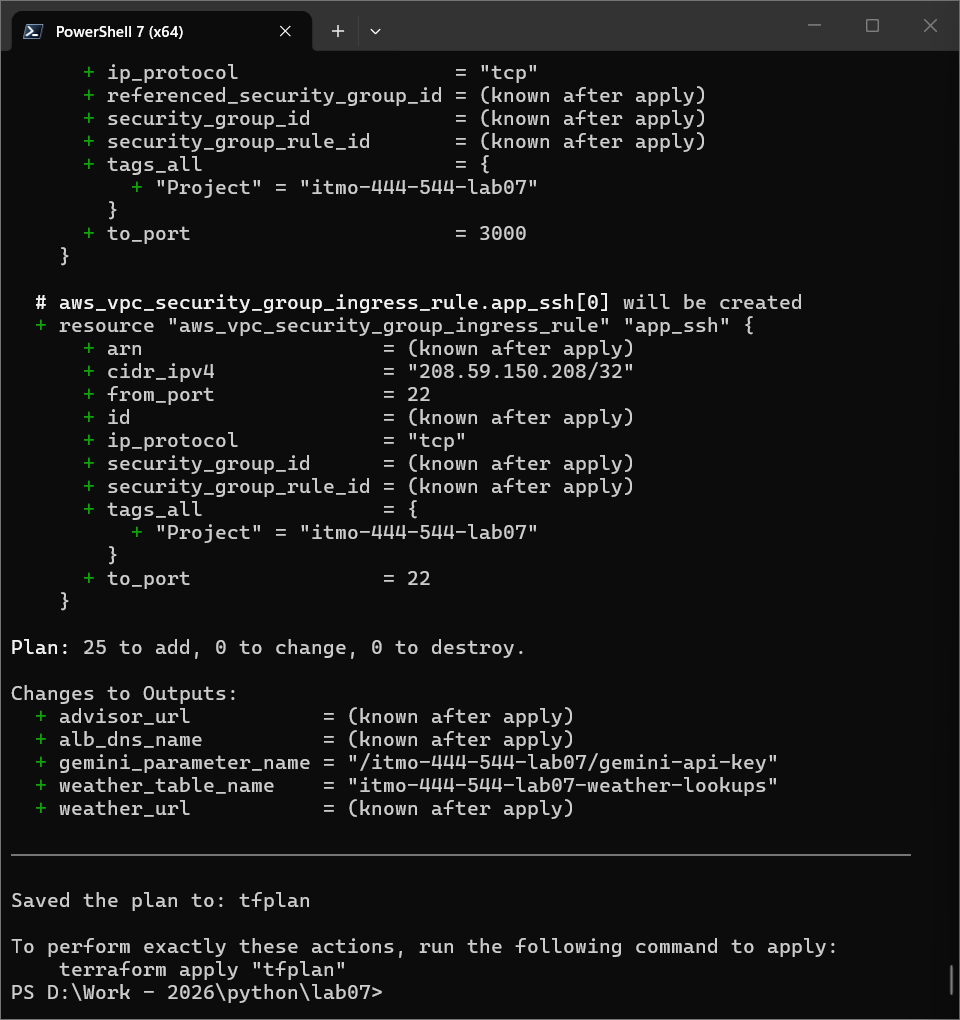 PowerShell 7 (x64)
+ ip_protocol = "tcp"
+ referenced_security_group_id = (known after apply)
+ security_group_id = (known after apply)
+ security_group_rule_id = (known after apply)
+ tags_all = {
+ "Project" = "itmo-444-544-lab07"
}
+ to_port = 3000
}
# aws_vpc_security_group_ingress_rule.app_ssh[0] will be created
+ resource "aws_vpc_security_group_ingress_rule" "app_ssh" {
+ arn = (known after apply)
+ cidr_ipv4 = "208.59.150.208/32"
+ from_port = 22
+ id = (known after apply)
+ ip_protocol = "tcp"
+ security_group_id = (known after apply)
+ security_group_rule_id = (known after apply)
+ tags_all = {
+ "Project" = "itmo-444-544-lab07"
}
+ to_port = 22
}
Plan: 25 to add, 0 to change, 0 to destroy.
Changes to Outputs:
+ advisor_url = (known after apply)
+ alb_dns_name = (known after apply)
+ gemini_parameter_name = "/itmo-444-544-lab07/gemini-api-key"
+ weather_table_name = "itmo-444-544-lab07-weather-lookups"
+ weather_url = (known after apply)
Saved the plan to: tfplan
To perform exactly these actions, run the following command to apply:
terraform apply "tfplan"
PS D:\Work - 2026\python\lab07>